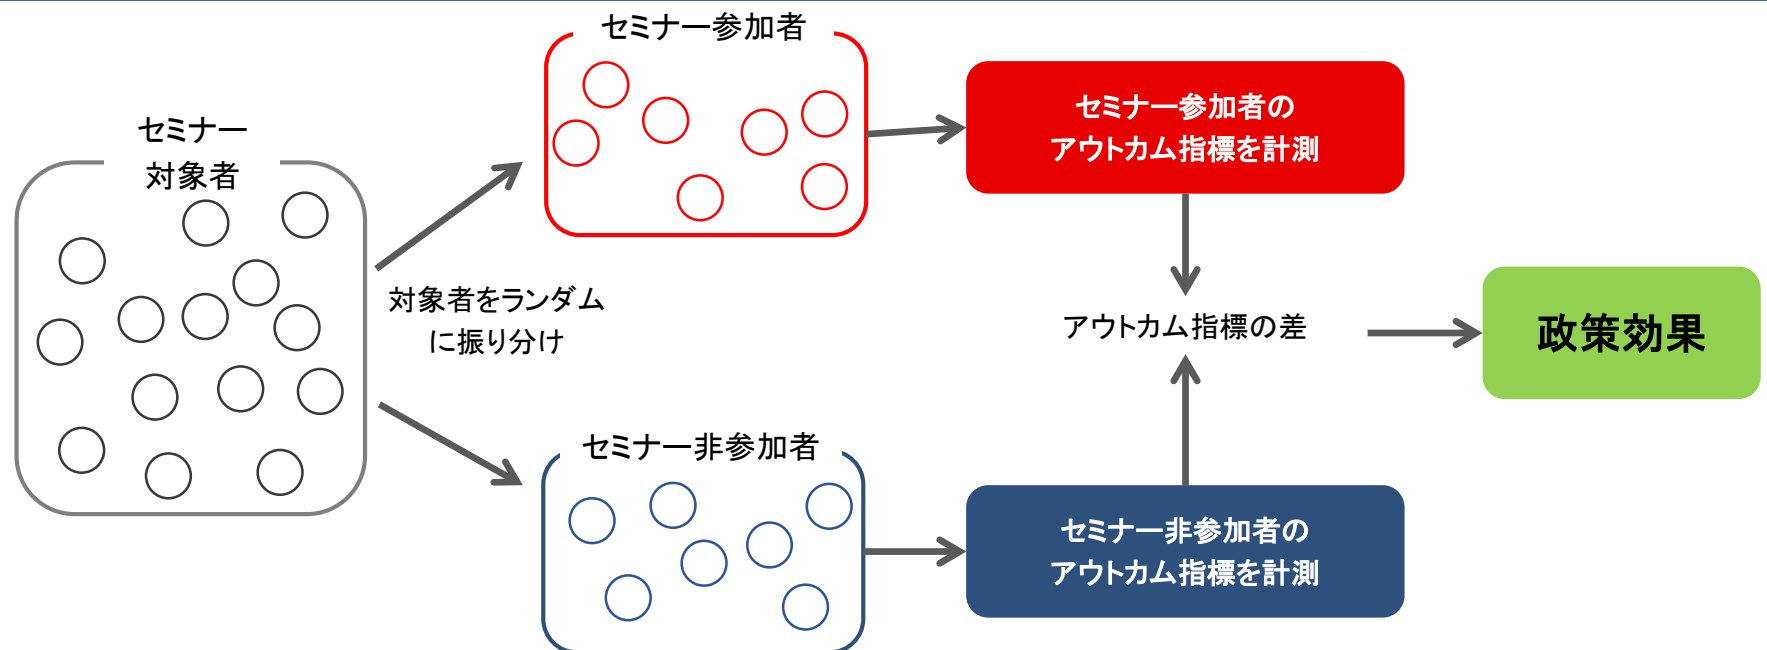 セミナー
対象者
対象者をランダム
に振り分け
セミナー参加者
セミナー参加者の
アウトカム指標を計測
アウトカム指標の差
政策効果
セミナー非参加者
セミナー非参加者の
アウトカム指標を計測